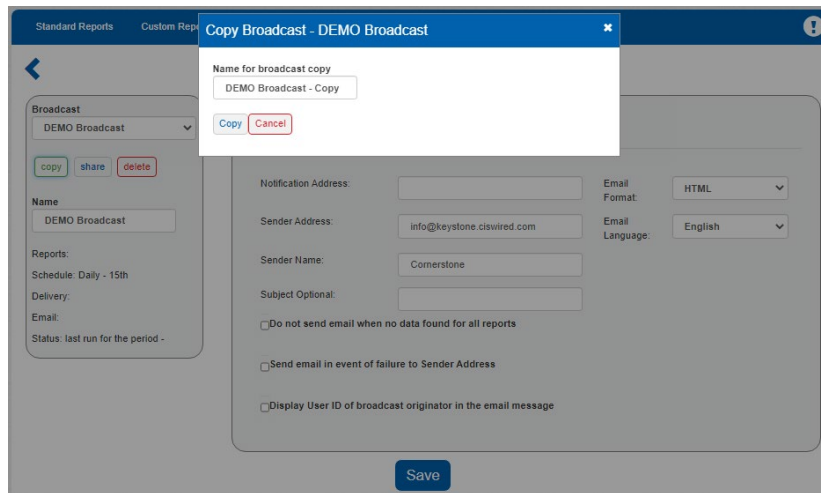 Standard Reports Custom Repo
Copy Broadcast - DEMO Broadcast
Name for broadcast copy
DEMO Broadcast - Copy
Copy Cancel
Broadcast
DEMO Broadcast
copy share delete
Name
DEMO Broadcast
Reports:
Schedule: Daily - 15th
Delivery:
Email:
Status: last run for the period -
Notification Address:
Email Format:
HTML
Sender Address:
info@keystone.ciswired.com
Email Language:
English
Sender Name:
Cornerstone
Subject Optional:
Do not send email when no data found for all reports
Send email in event of failure to Sender Address
Display User ID of broadcast originator in the email message
Save